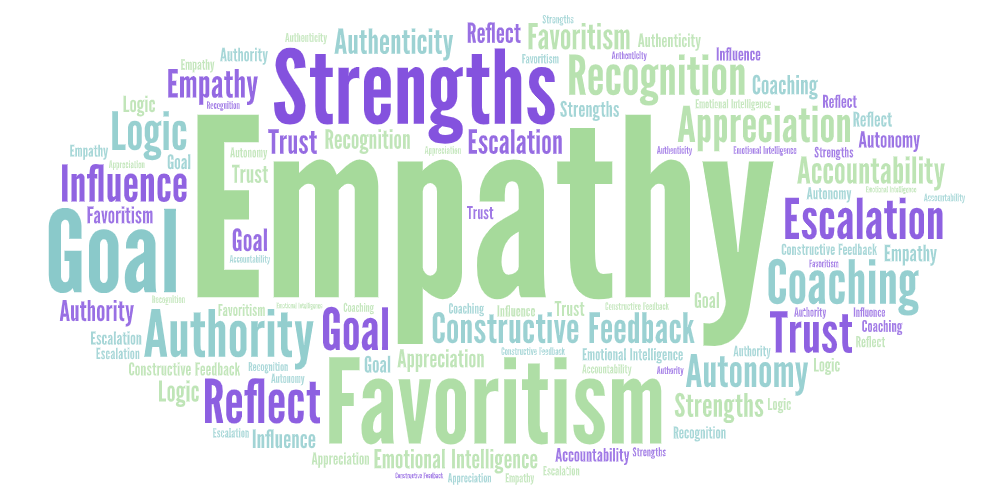 Strengths
Authenticity
Authenticity
Reflect
Favoritism
Authenticity
Authority
Strengths
Favoritism
Authenticity
Influence
Empathy
Empathy
Recognition
Recognition
Coaching
Logic
Strengths
Emotional Intelligence
Reflect
Logic
Empathy
Trust
Recognition
Escalation
Appreciation
Reflect
Autonomy
Empathy
Goal
Appreciation
Autonomy
Appreciation
Authenticity
Emotional Intelligence
Strengths
Influence
Trust
Accountability
Emotional Intelligence
Autonomy
Accountability
Favoritism
Trust
Escalation
Goal
Goal
Accountability
Constructive Feedback
Empathy
Favoritism
Coaching
Recognition
Authority
Favoritism
Emotional Intelligence
Coaching
Coaching
Influence
Trust
Constructive Feedback
Goal
Authority
Influence
Trust
Coaching
Reflect
Escalation
Escalation
Authority
Goal
Constructive Feedback
Constructive Feedback
Emotional Intelligence
Authority
Constructive Feedback
Recognition
Autonomy
Goal
Appreciation
Accountability
Authority
Autonomy
Logic
Logic
Reflect
Favoritism
Strengths
Logic
Escalation
Influence
Recognition
Appreciation
Emotional Intelligence
Accountability
Strengths
Constructive Feedback
Appreciation
Empathy
Escalation